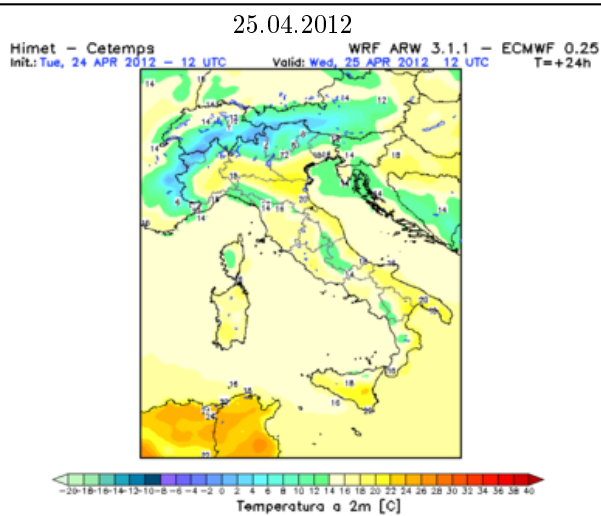 25.04.2012
Himet – Cetemps WRF ARW 3.1.1 – ECMWF 0.25
Init.: Tue, 24 APR 2012 – 12 UTC Valid: Wed, 25 APR 2012 12 UTC T=+24h
-20-18-16-14-12-10-8 -6 -4 -2 0 2 4 6 8 10 12 14 16 18 20 22 24 26 28 30 32 34 36 38 40
Temperatura a 2m [C]